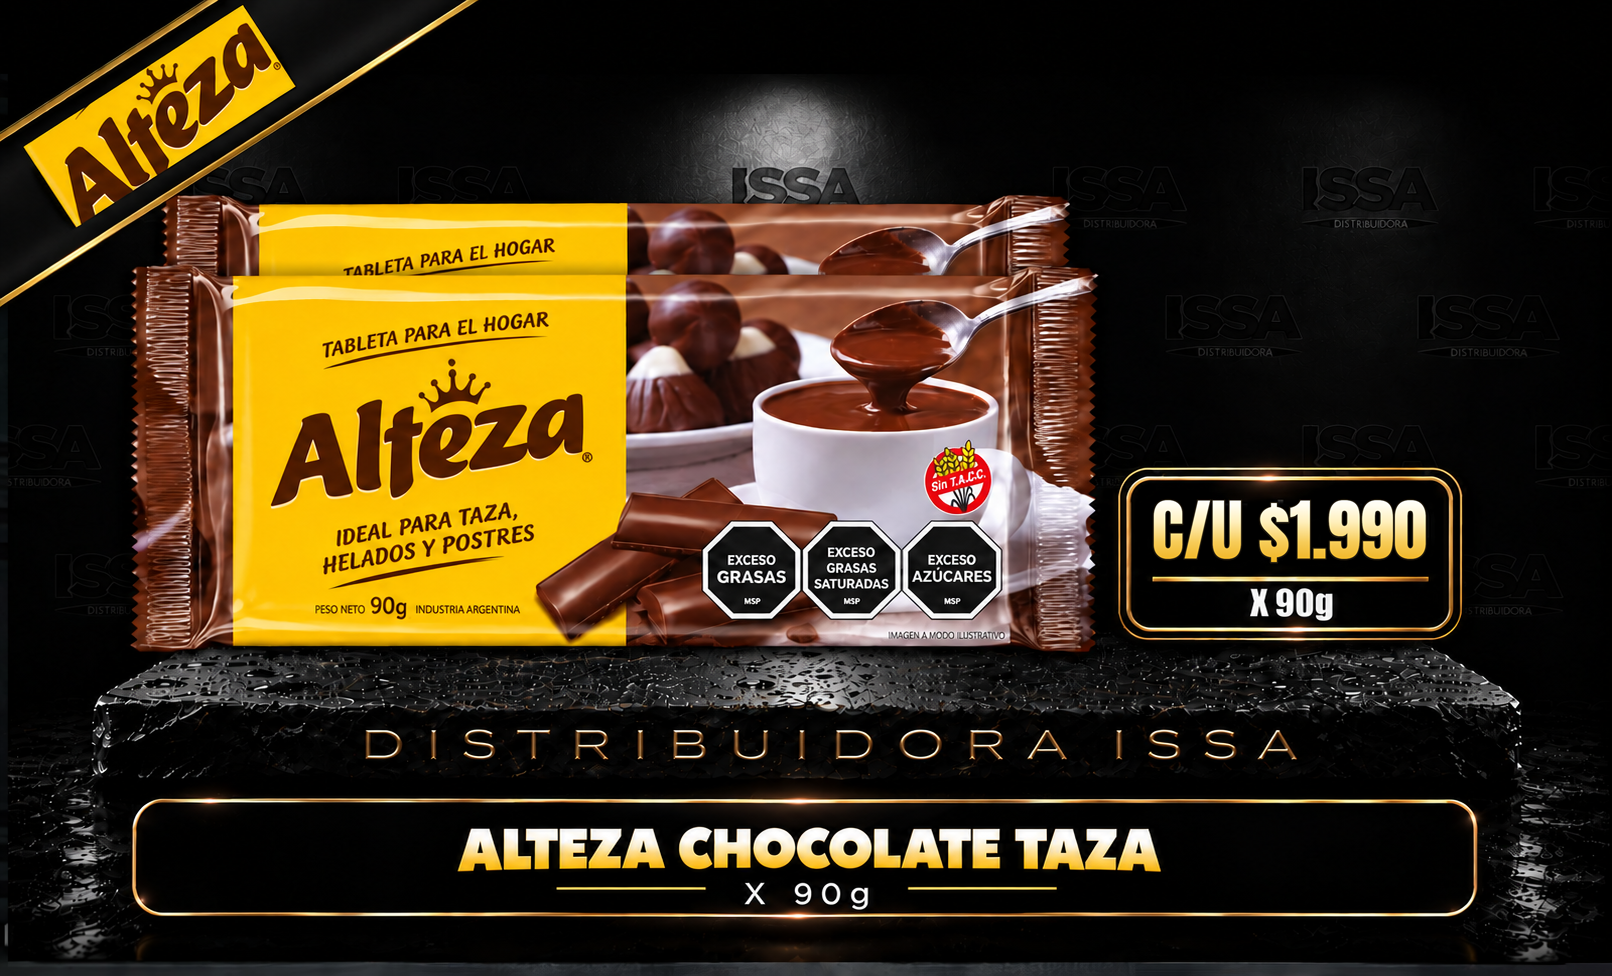 Alteza
ISSA
DISTRIBUIDORA
TABLETA PARA EL HOGAR
TABLETA PARA EL HOGAR
Alteza®
IDEAL PARA TAZA,
HELADOS Y POSTRES
PESO NETO 90g INDUSTRIA ARGENTINA
Sin T.A.C.C.
EXCESO
GRASAS
MSP
EXCESO
GRASAS
SATURADAS
MSP
EXCESO
AZÚCARES
MSP
IMAGEN A MODO ILUSTRATIVO
C/U $1.990
X 90g
DISTRIBUIDORA ISSA
ALTEZA CHOCOLATE TAZA
X 90g